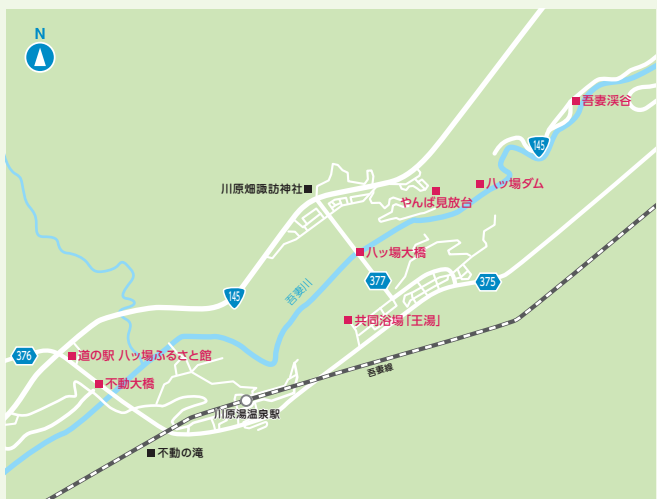 N
吾妻渓谷
145
八ッ場ダム
川原畑諏訪神社
やんば見放台
八ッ場大橋
377
375
吾妻川
145
共同浴場「王湯」
376
道の駅 八ッ場ふるさと館
吾妻線
不動大橋
川原湯温泉駅
不動の滝